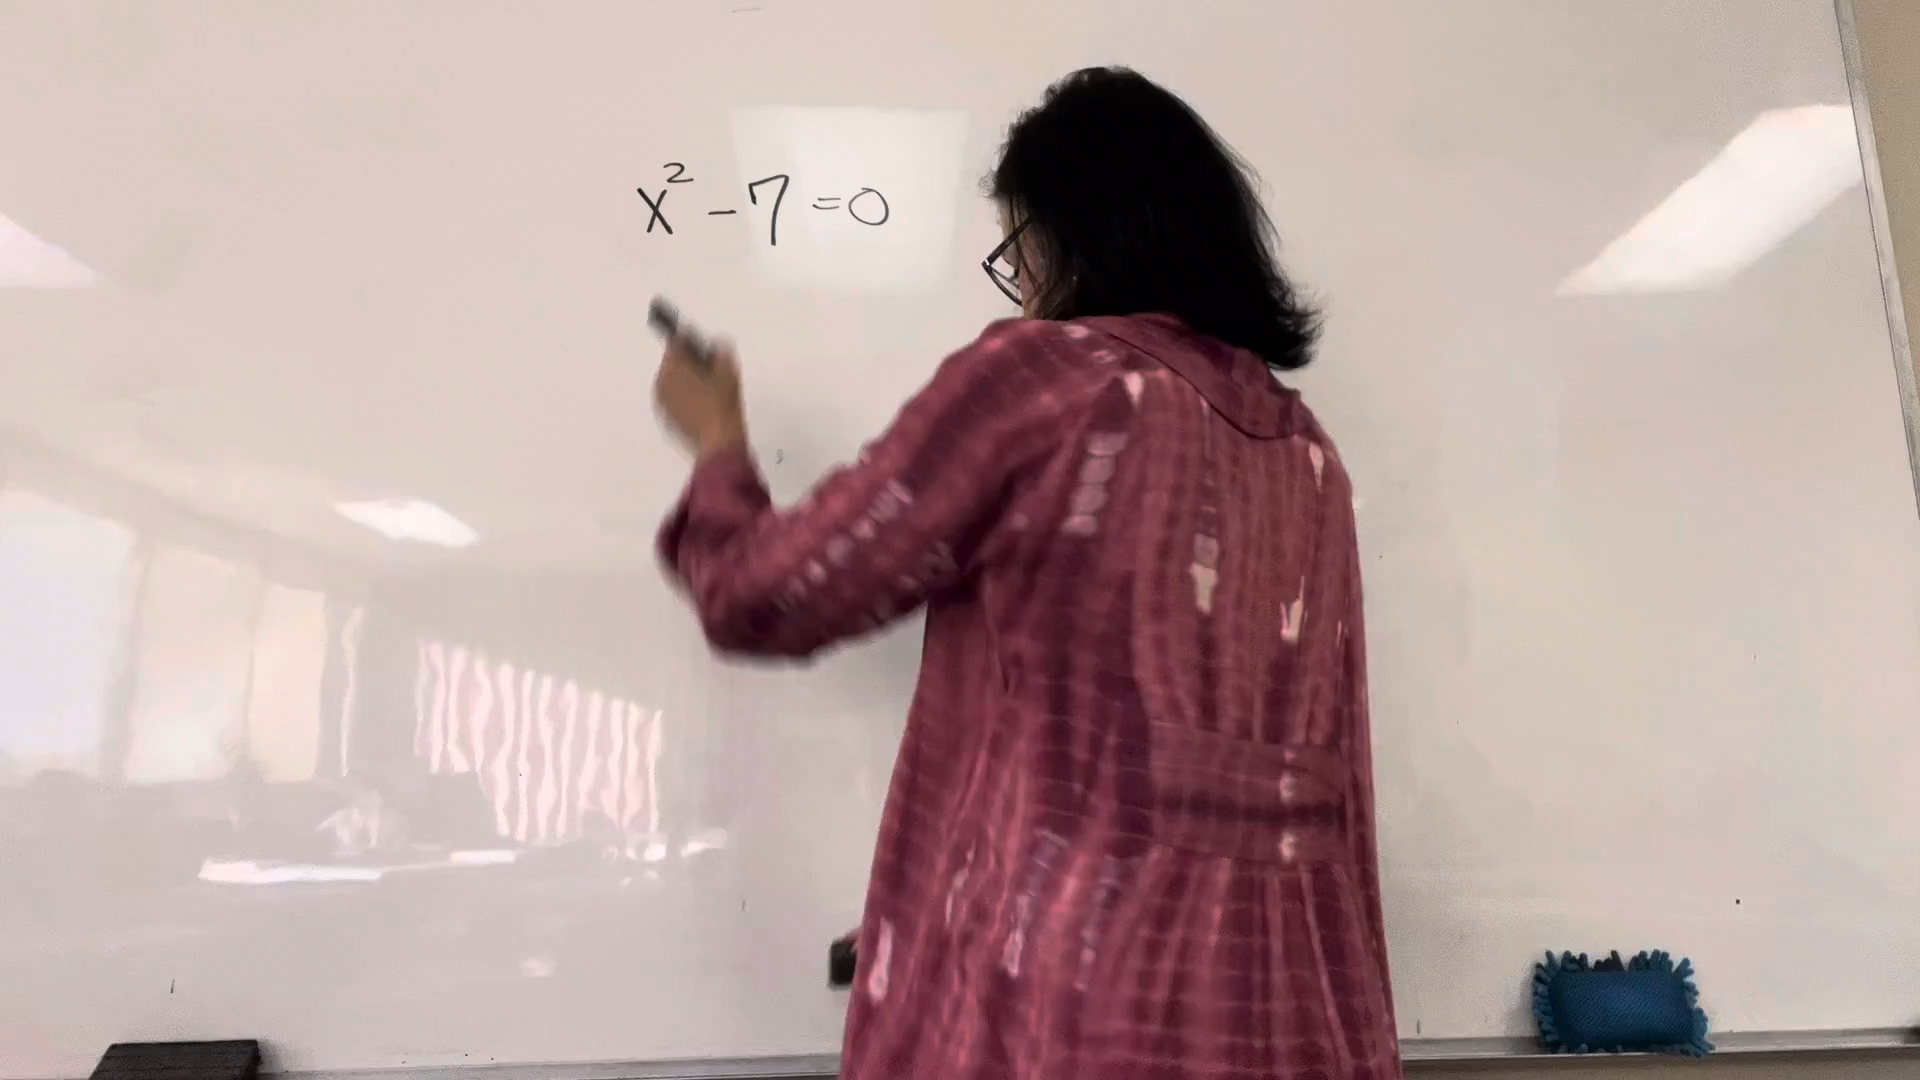 x² - 7 = 0